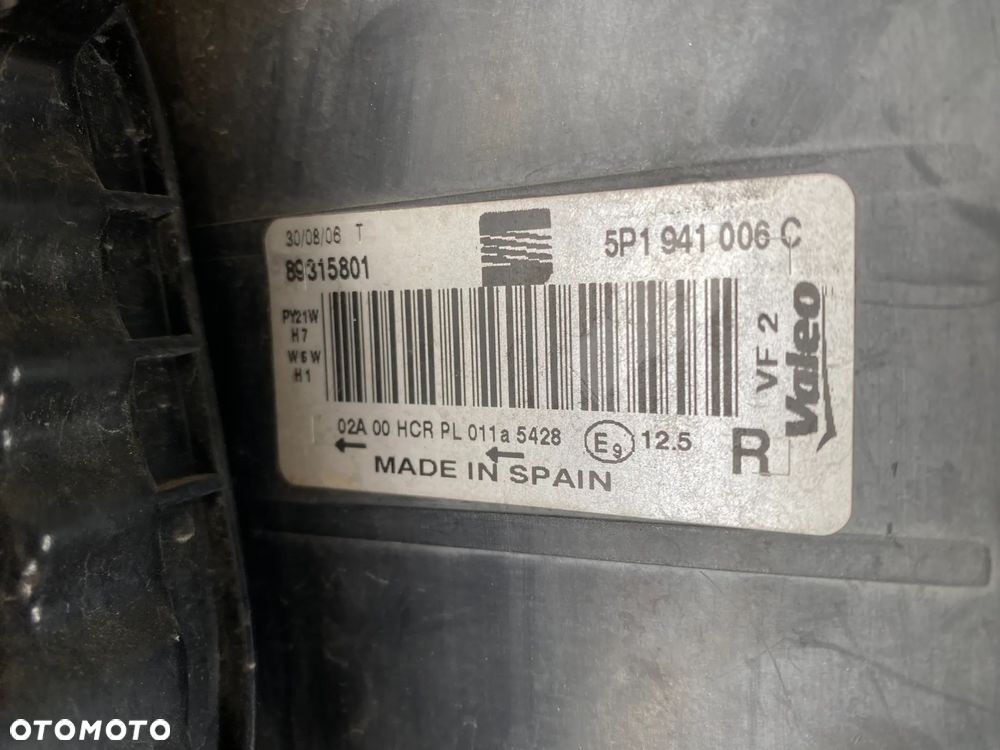 30/08/06 T
5P1 941 006 C
89315801
PY21W
H7
W5W
H1
VF 2
Valeo
02A 00 HCR PL 011a 5428 E9 12.5
R
MADE IN SPAIN
OTOMOTO